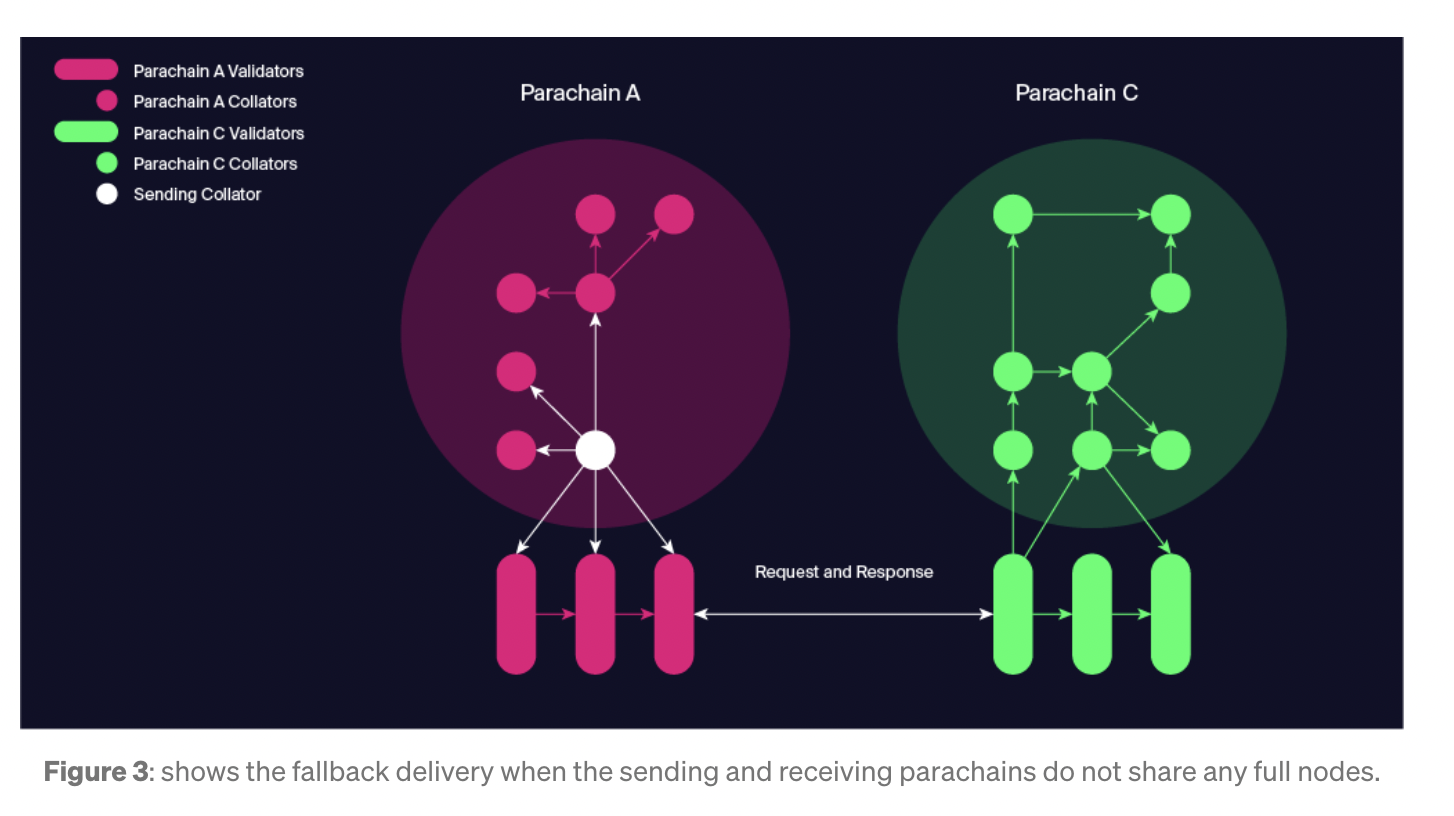 Parachain A Validators
Parachain A Collators
Parachain C Validators
Parachain C Collators
Sending Collator
Parachain A
Parachain C
Request and Response
Figure 3: shows the fallback delivery when the sending and receiving parachains do not share any full nodes.